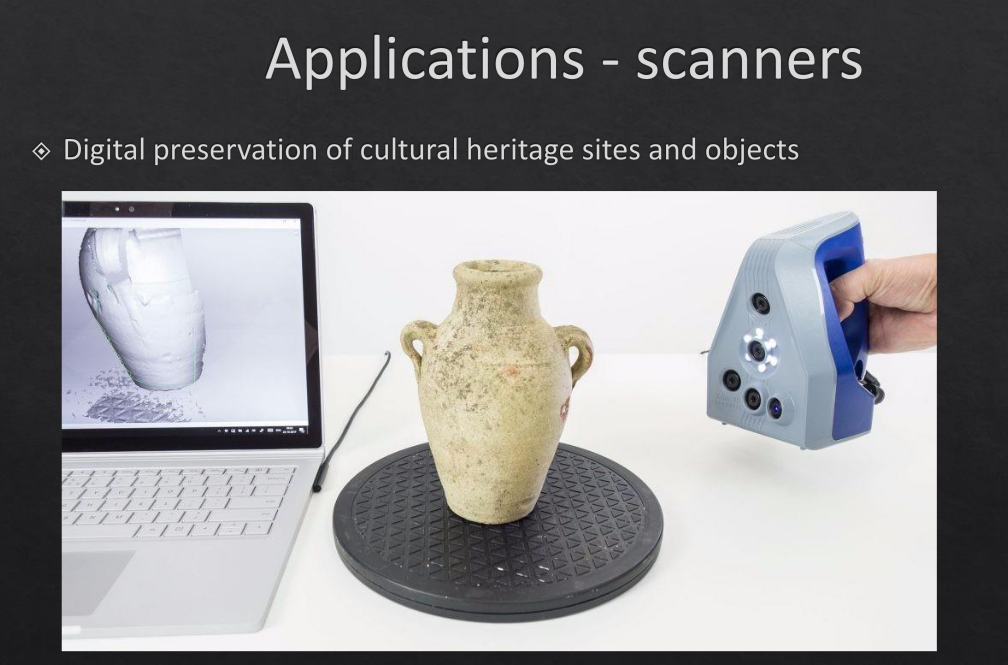 Applications - scanners
Digital preservation of cultural heritage sites and objects